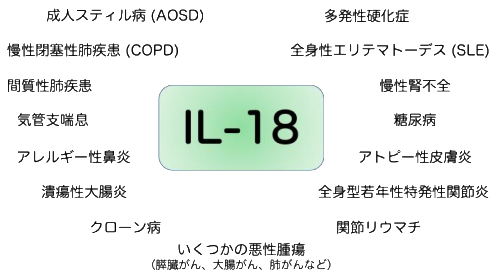 成人スティル病 (AOSD)
多発性硬化症
慢性閉塞性肺疾患 (COPD)
全身性エリテマトーデス (SLE)
間質性肺疾患
慢性腎不全
IL-18
気管支喘息
糖尿病
アレルギー性鼻炎
アトピー性皮膚炎
潰瘍性大腸炎
全身型若年性特発性関節炎
クローン病
関節リウマチ
いくつかの悪性腫瘍
(膵臓がん、大腸がん、肺がんなど)